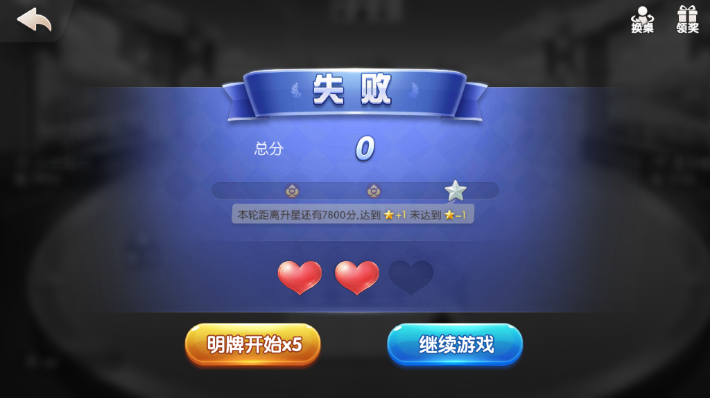 换桌
领奖
失败
总分
0
本轮距离升星还有7800分,达到 +1 未达到 -1
明牌开始x5
继续游戏